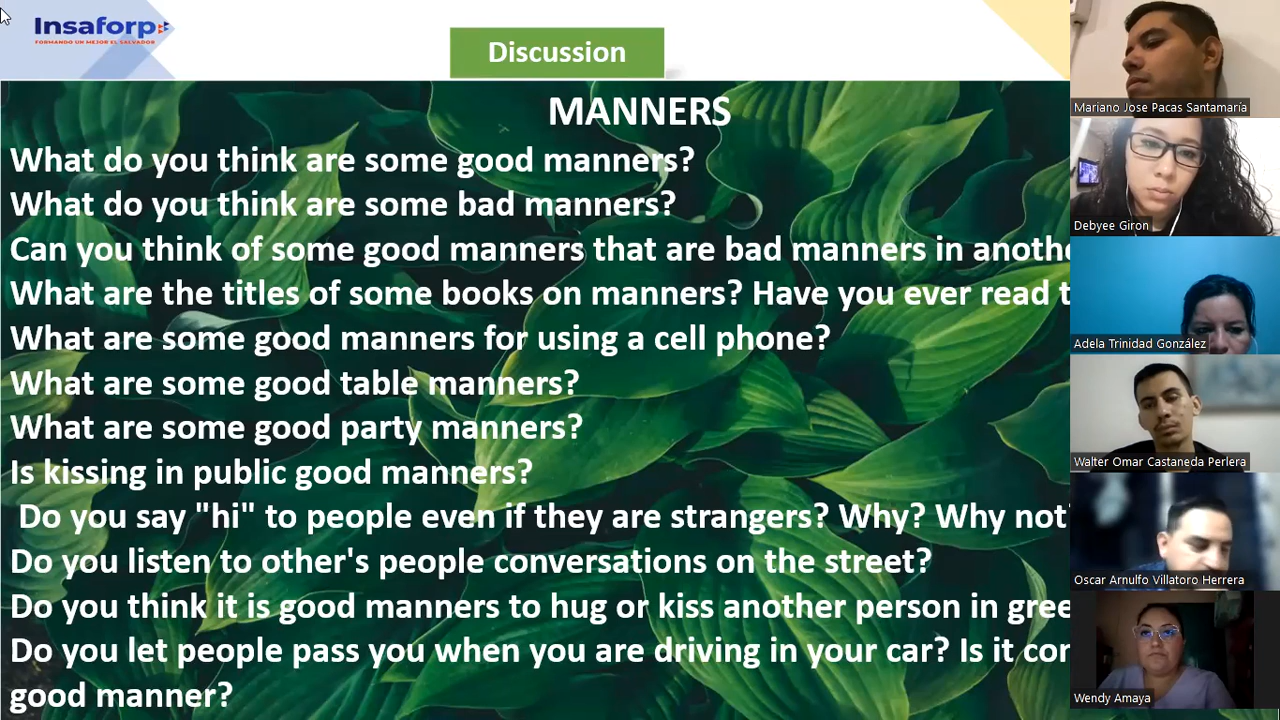 Insaforp
FORMANDO UN MEJOR EL SALVADOR
Discussion
MANNERS
What do you think are some good manners?
What do you think are some bad manners?
Can you think of some good manners that are bad manners in
What are the titles of some books on manners? Have you ever read
What are some good manners for using a cell phone?
What are some good table manners?
What are some good party manners?
Is kissing in public good manners?
Do you say "hi" to people even if they are strangers? Why? Why not
Do you listen to other's people conversations on the street?
Do you think it is good manners to hug or kiss another person in
Do you let people pass you when you are driving in your car? Is it
good manner?
Mariano Jose Pacas Santamaría
Debyee Giron
Adela Trinidad González
Walter Omar Castaneda Perlera
Oscar Arnulfo Villatoro Herrera
Wendy Amaya